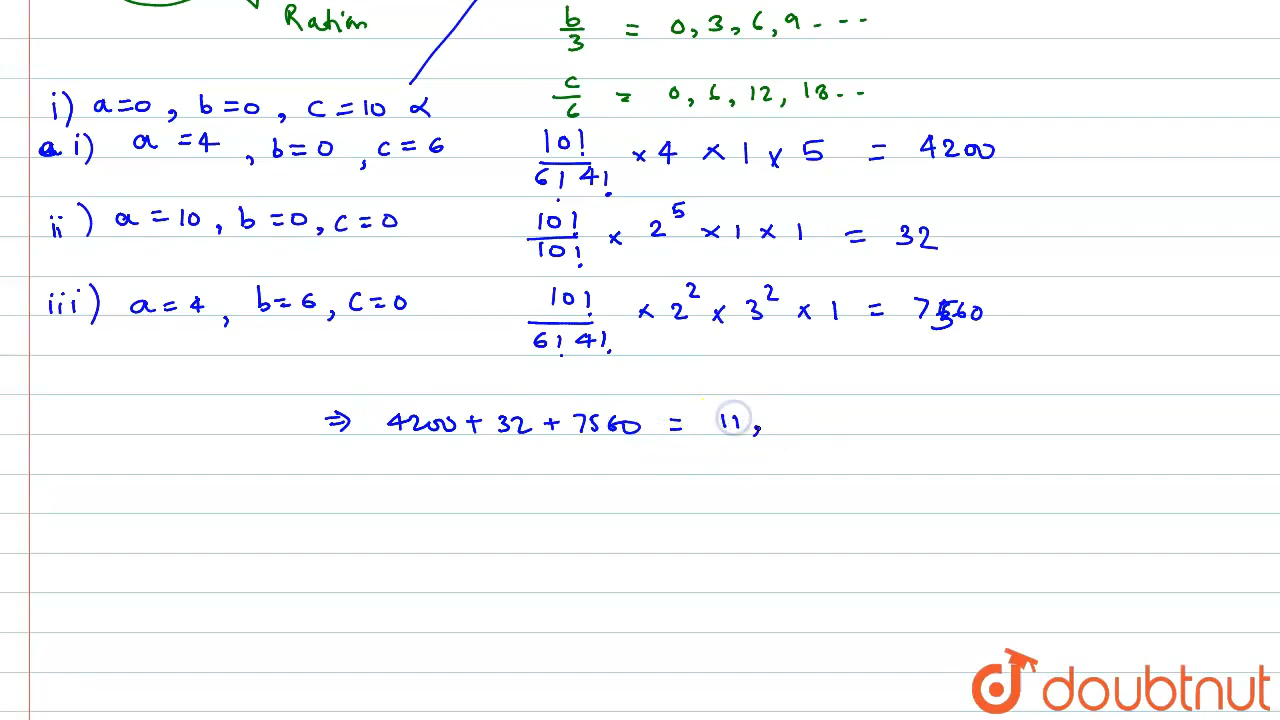 Ration
b/3 = 0, 3, 6, 9 - - -
c/6 = 0, 6, 12, 18 - -
i) a=0, b=0, c=10 α
i) a=4, b=0, c=6 10!/6! 4! × 4 × 1 × 5 = 4200
ii) a=10, b=0, c=0 10!/10! × 2^5 × 1 × 1 = 32
iii) a=4, b=6, c=0 10!/6! 4! × 2^2 × 3^2 × 1 = 7560
⇒ 4200 + 32 + 7560 = 11,
doubtnut